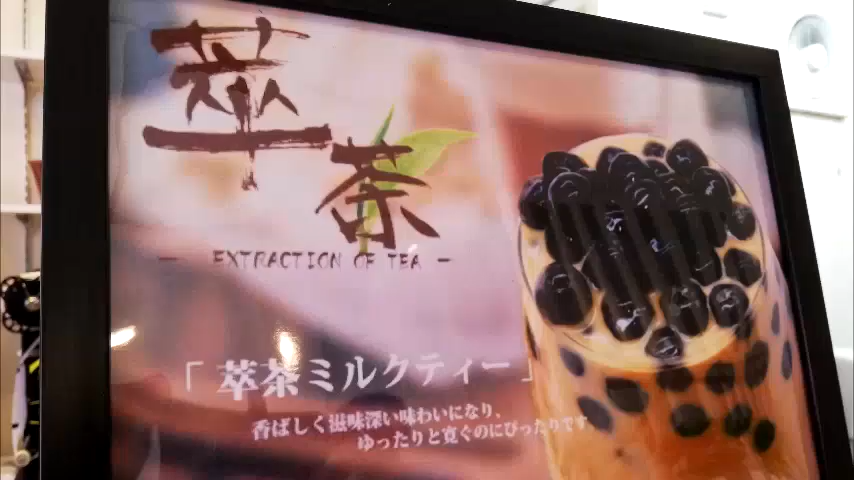 萃
茶
- EXTRACTION OF TEA -
「萃茶ミルクティー」
香ばしく滋味深い味わいになり、
ゆったりと寛ぐのにぴったりです